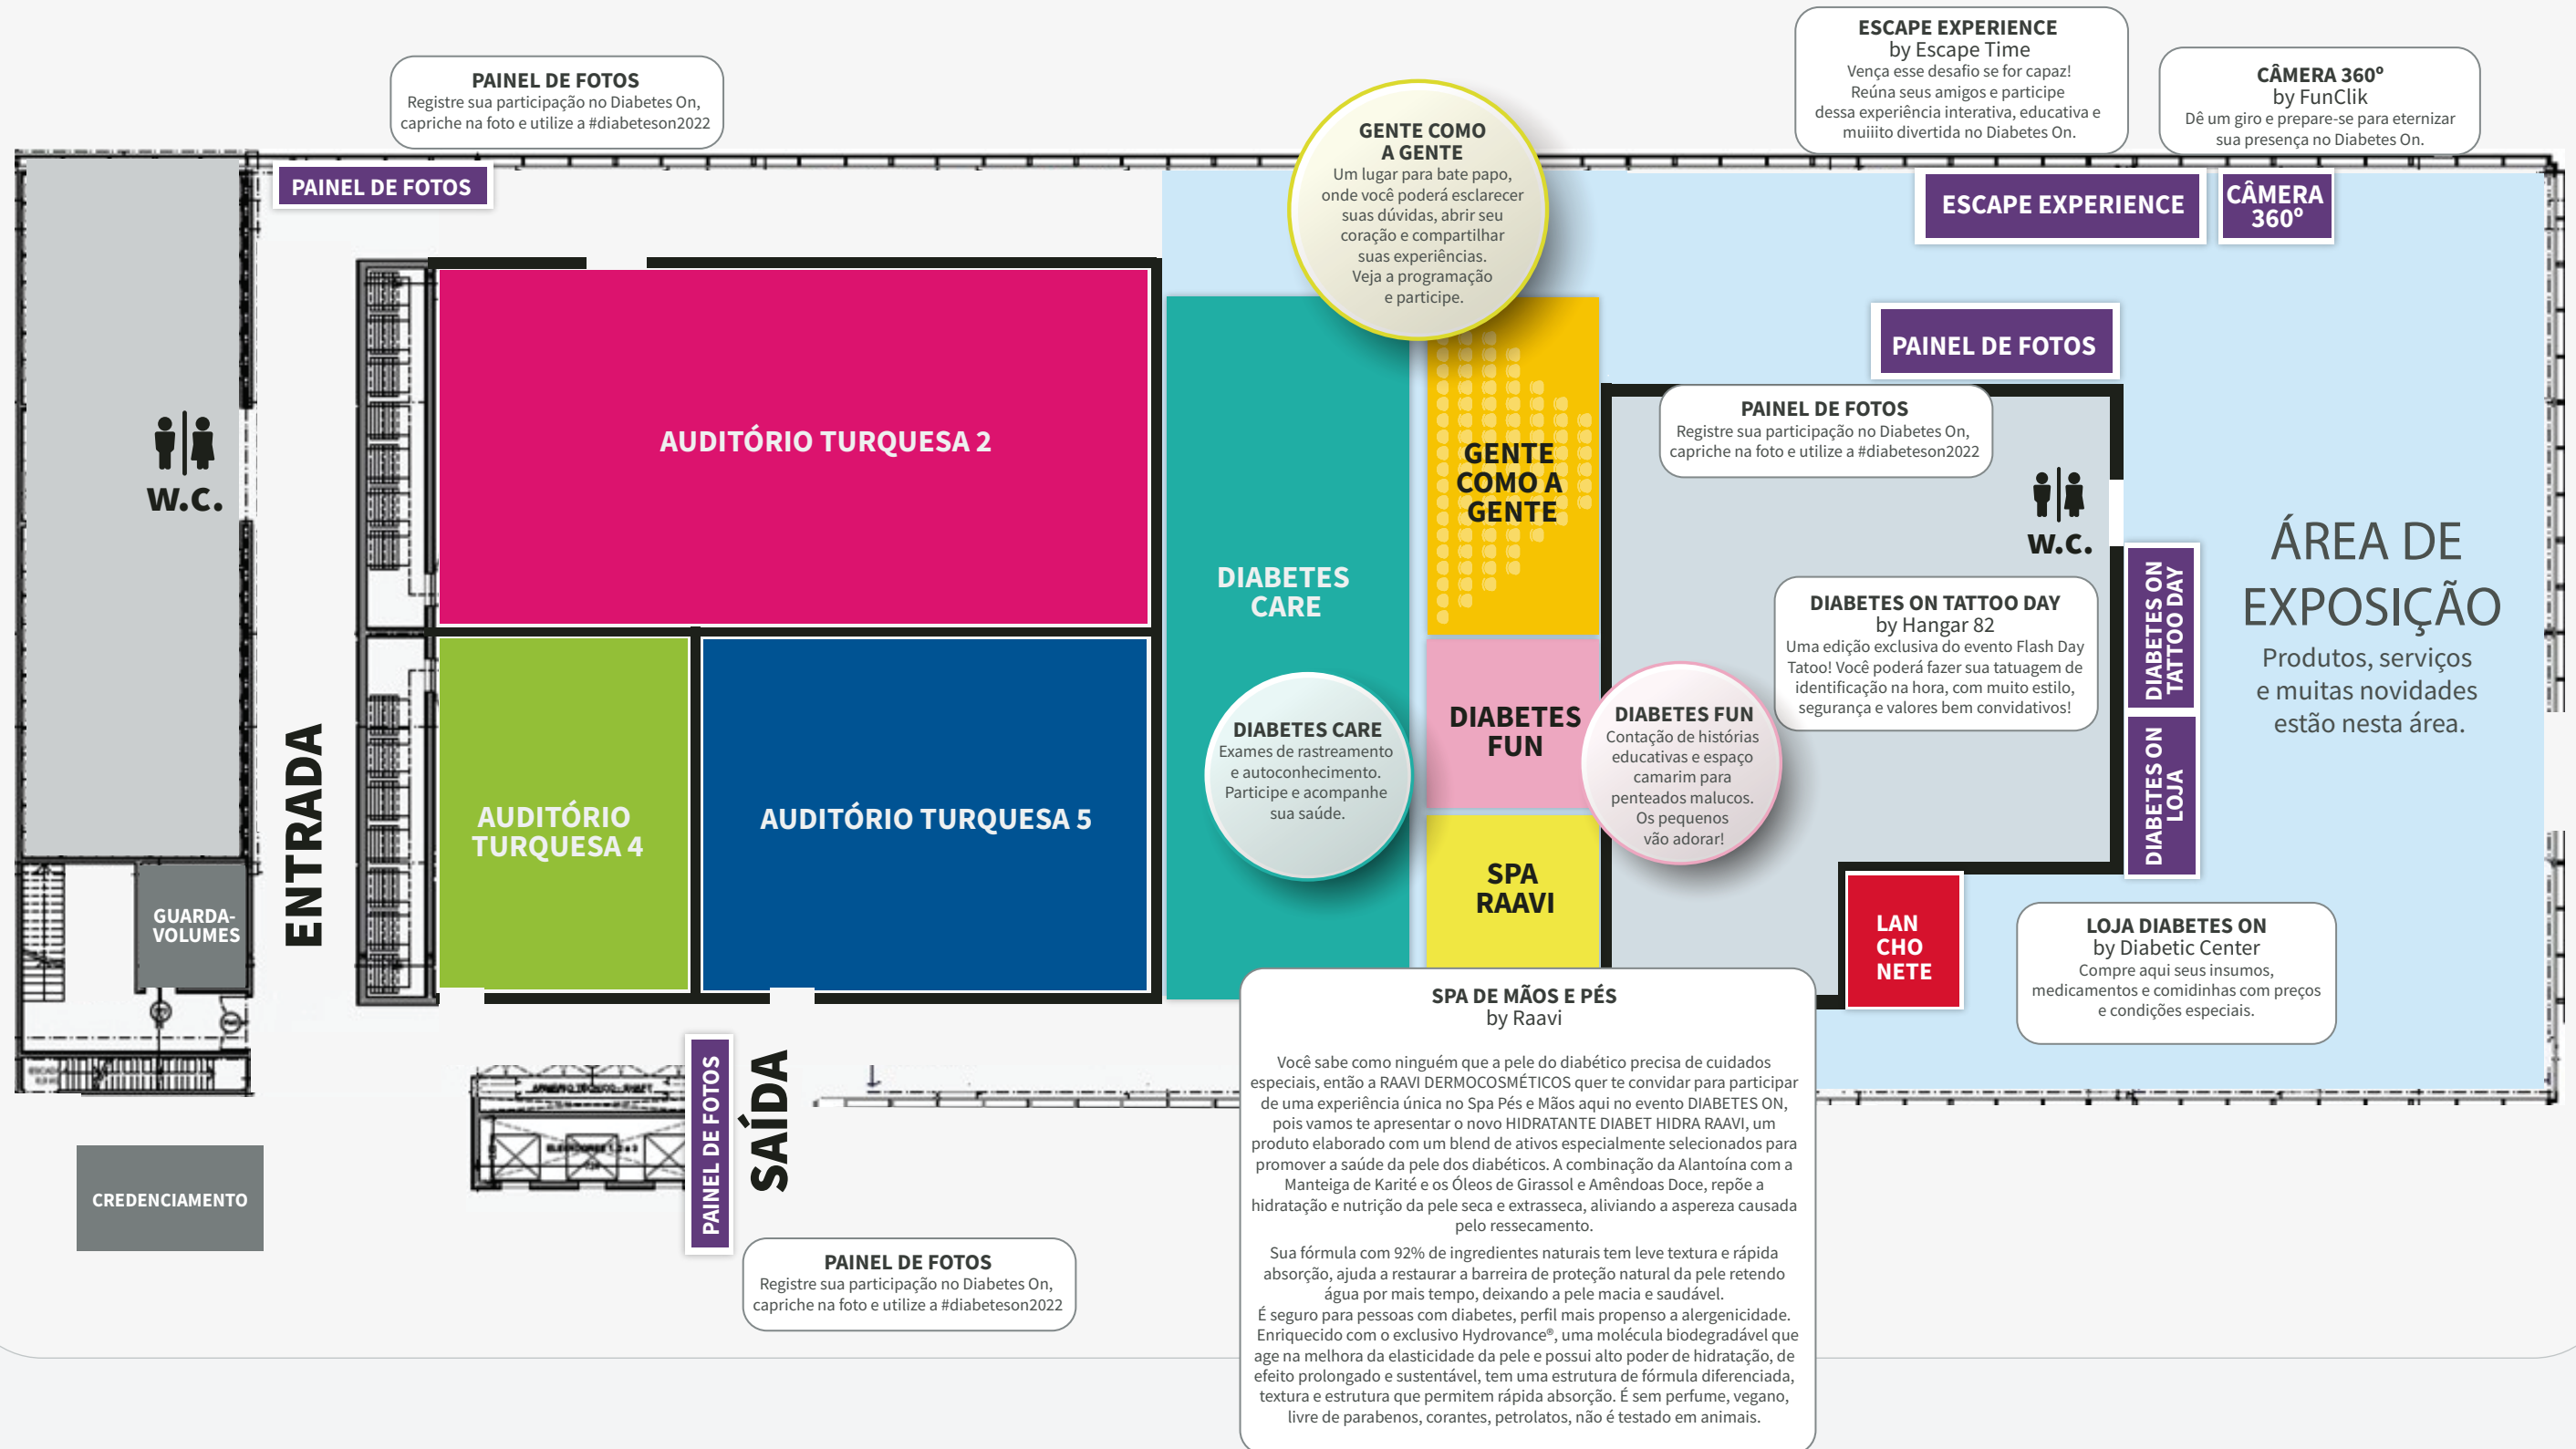 ESCAPE EXPERIENCE
by Escape Time
Vença esse desafio se for capaz!
Reúna seus amigos e participe
dessa experiência interativa, educativa e
muiiito divertida no Diabetes On.
CÂMERA 360º
by FunClik
Dê um giro e prepare-se para eternizar
sua presença no Diabetes On.
PAINEL DE FOTOS
Registre sua participação no Diabetes On,
capriche na foto e utilize a #diabeteson2022
GENTE COMO
A GENTE
Um lugar para bate papo,
onde você poderá esclarecer
suas dúvidas, abrir seu
coração e compartilhar
suas experiências.
Veja a programação
e participe.
PAINEL DE FOTOS
ESCAPE EXPERIENCE
CÂMERA
360º
PAINEL DE FOTOS
PAINEL DE FOTOS
Registre sua participação no Diabetes On,
capriche na foto e utilize a #diabeteson2022
AUDITÓRIO TURQUESA 2
GENTE
COMO A
GENTE
W.C.
W.C.
DIABETES
CARE
ÁREA DE
EXPOSIÇÃO
Produtos, serviços
e muitas novidades
estão nesta área.
DIABETES ON
TATTOO DAY
DIABETES ON TATTOO DAY
by Hangar 82
Uma edição exclusiva do evento Flash Day
Tatoo! Você poderá fazer sua tatuagem de
identificação na hora, com muito estilo,
segurança e valores bem convidativos!
DIABETES
FUN
DIABETES CARE
Exames de rastreamento
e autoconhecimento.
Participe e acompanhe
sua saúde.
DIABETES FUN
Contação de histórias
educativas e espaço
camarim para
penteados malucos.
Os pequenos
vão adorar!
DIABETES ON
LOJA
ENTRADA
AUDITÓRIO
TURQUESA 4
AUDITÓRIO TURQUESA 5
SPA
RAAVI
GUARDA-
VOLUMES
LAN
CHO
NETE
LOJA DIABETES ON
by Diabetic Center
Compre aqui seus insumos,
medicamentos e comidinhas com preços
e condições especiais.
SPA DE MÃOS E PÉS
by Raavi
Você sabe como ninguém que a pele do diabético precisa de cuidados
especiais, então a RAAVI DERMOCOSMÉTICOS quer te convidar para participar
de uma experiência única no Spa Pés e Mãos aqui no evento DIABETES ON,
pois vamos te apresentar o novo HIDRATANTE DIABET HIDRA RAAVI, um
produto elaborado com um blend de ativos especialmente selecionados para
promover a saúde da pele dos diabéticos. A combinação da Alantoína com a
Manteiga de Karité e os Óleos de Girassol e Amêndoas Doce, repõe a
hidratação e nutrição da pele seca e extrasseca, aliviando a aspereza causada
pelo ressecamento.
Sua fórmula com 92% de ingredientes naturais tem leve textura e rápida
absorção, ajuda a restaurar a barreira de proteção natural da pele retendo
água por mais tempo, deixando a pele macia e saudável.
É seguro para pessoas com diabetes, perfil mais propenso a alergenicidade.
Enriquecido com o exclusivo Hydrovance®, uma molécula biodegradável que
age na melhora da elasticidade da pele e possui alto poder de hidratação, de
efeito prolongado e sustentável, tem uma estrutura de fórmula diferenciada,
textura e estrutura que permitem rápida absorção. É sem perfume, vegano,
livre de parabenos, corantes, petrolatos, não é testado em animais.
PAINEL DE FOTOS
SAÍDA
CREDENCIAMENTO
PAINEL DE FOTOS
Registre sua participação no Diabetes On,
capriche na foto e utilize a #diabeteson2022